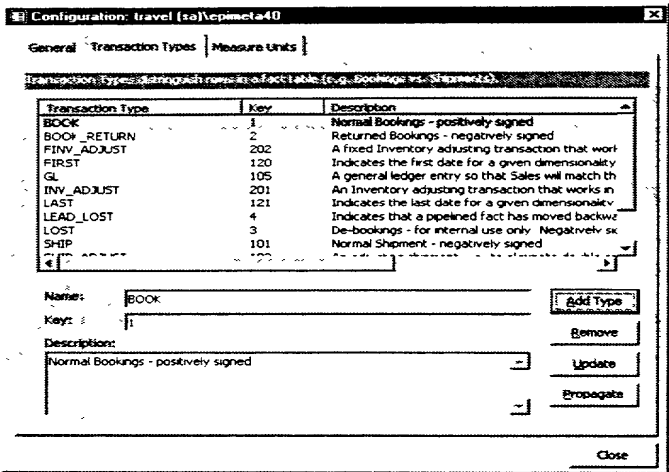 Configuration: travel (sa)\epimeta40
General Transaction Types Measure Units
Transaction Types distinguish rows in a fact table (e.g. Bookings vs. Shipments).
Transaction Type Key Description
BOOK 1 Normal Bookings - positively signed
BOOK_RETURN 2 Returned Bookings - negatively signed
FINV_ADJUST 202 A fixed Inventory adjusting transaction that worl
FIRST 120 Indicates the first date for a given dimensionality
GL 105 A general ledger entry so that Sales will match th
INV_ADJUST 201 An Inventory adjusting transaction that works in
LAST 121 Indicates the last date for a given dimensionality
LEAD_LOST 4 Indicates that a pipelined fact has moved backwa
LOST 3 De-bookings - for internal use only Negatively sic
SHIP 101 Normal Shipment - negatively signed
Name: BOOK
Add Type
Key: 1
Remove
Description:
Normal Bookings - positively signed
Update
Propagate
Close